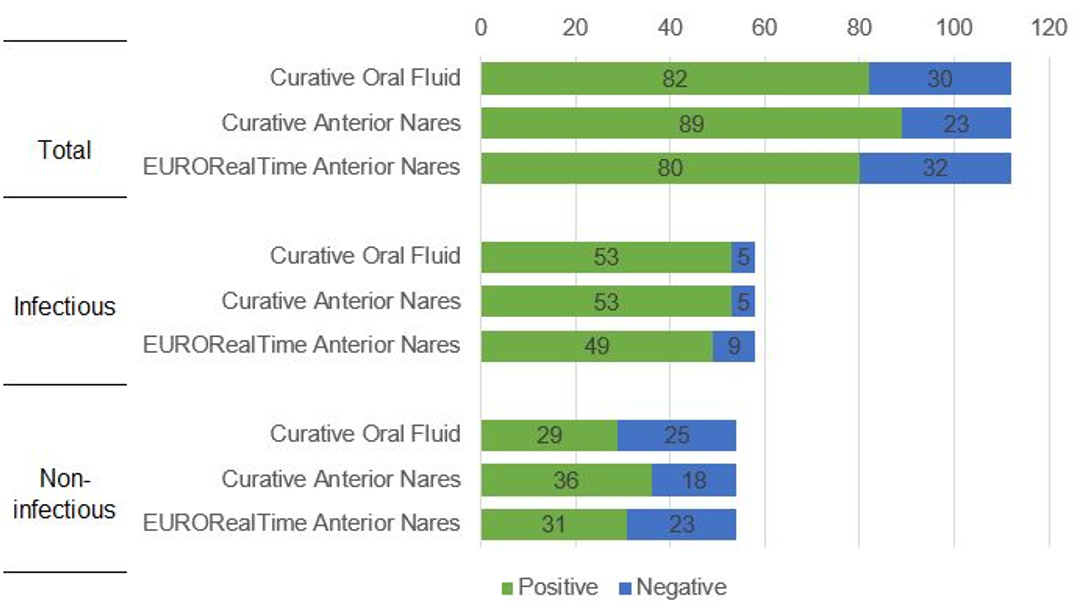 0 20 40 60 80 100 120
Total
Curative Oral Fluid 82 30
Curative Anterior Nares 89 23
EURORealTime Anterior Nares 80 32
Infectious
Curative Oral Fluid 53 5
Curative Anterior Nares 53 5
EURORealTime Anterior Nares 49 9
Non-
infectious
Curative Oral Fluid 29 25
Curative Anterior Nares 36 18
EURORealTime Anterior Nares 31 23
Positive Negative